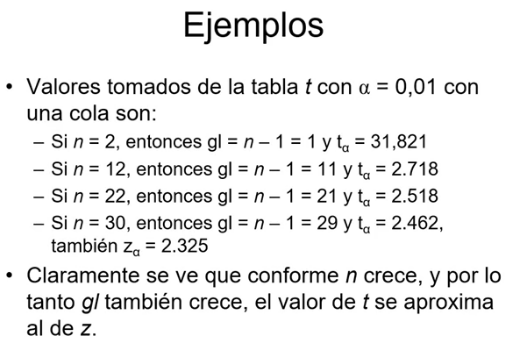 Ejemplos
• Valores tomados de la tabla t con α = 0,01 con
una cola son:
– Si n = 2, entonces gl = n – 1 = 1 y tα = 31,821
– Si n = 12, entonces gl = n – 1 = 11 y tα = 2.718
– Si n = 22, entonces gl = n – 1 = 21 y tα = 2.518
– Si n = 30, entonces gl = n – 1 = 29 y tα = 2.462,
también zα = 2.325
• Claramente se ve que conforme n crece, y por lo
tanto gl también crece, el valor de t se aproxima
al de z.